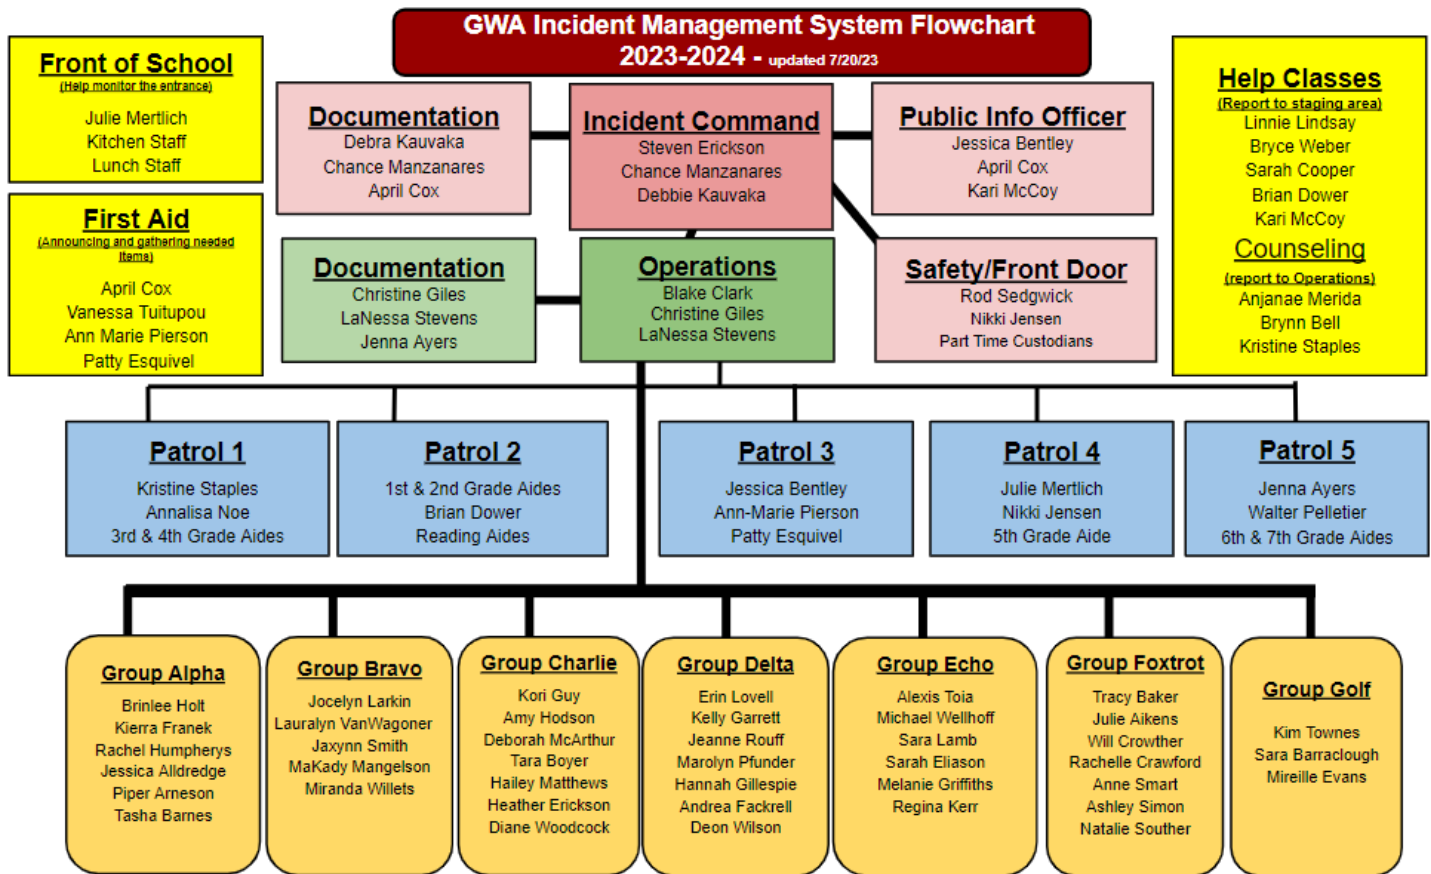 GWA Incident Management System Flowchart
2023-2024 - updated 7/20/23
Front of School
(Help monitor the entrance)
Julie Mertlich
Kitchen Staff
Lunch Staff
First Aid
(Announcing and gathering needed
items)
April Cox
Vanessa Tuitupou
Ann Marie Pierson
Patty Esquivel
Documentation
Debra Kauvaka
Chance Manzanares
April Cox
Incident Command
Steven Erickson
Chance Manzanares
Debbie Kauvaka
Public Info Officer
Jessica Bentley
April Cox
Kari McCoy
Help Classes
(Report to staging area)
Linnie Lindsay
Bryce Weber
Sarah Cooper
Brian Dower
Kari McCoy
Counseling
(report to Operations)
Anjanae Merida
Brynn Bell
Kristine Staples
Documentation
Christine Giles
LaNessa Stevens
Jenna Ayers
Operations
Blake Clark
Christine Giles
LaNessa Stevens
Safety/Front Door
Rod Sedgwick
Nikki Jensen
Part Time Custodians
Patrol 1
Kristine Staples
Annalisa Noe
3rd & 4th Grade Aides
Patrol 2
1st & 2nd Grade Aides
Brian Dower
Reading Aides
Patrol 3
Jessica Bentley
Ann-Marie Pierson
Patty Esquivel
Patrol 4
Julie Mertlich
Nikki Jensen
5th Grade Aide
Patrol 5
Jenna Ayers
Walter Pelletier
6th & 7th Grade Aides
Group Alpha
Brinlee Holt
Kierra Franek
Rachel Humpherys
Jessica Alldredge
Piper Arneson
Tasha Barnes
Group Bravo
Jocelyn Larkin
Lauralyn VanWagoner
Jaxynn Smith
MaKady Mangelson
Miranda Willets
Group Charlie
Kori Guy
Amy Hodson
Deborah McArthur
Tara Boyer
Hailey Matthews
Heather Erickson
Diane Woodcock
Group Delta
Erin Lovell
Kelly Garrett
Jeanne Rouff
Marolyn Pfunder
Hannah Gillespie
Andrea Fackrell
Deon Wilson
Group Echo
Alexis Toia
Michael Wellhoff
Sara Lamb
Sarah Eliason
Melanie Griffiths
Regina Kerr
Group Foxtrot
Tracy Baker
Julie Aikens
Will Crowther
Rachelle Crawford
Anne Smart
Ashley Simon
Natalie Souther
Group Golf
Kim Townes
Sara Barraclough
Mireille Evans